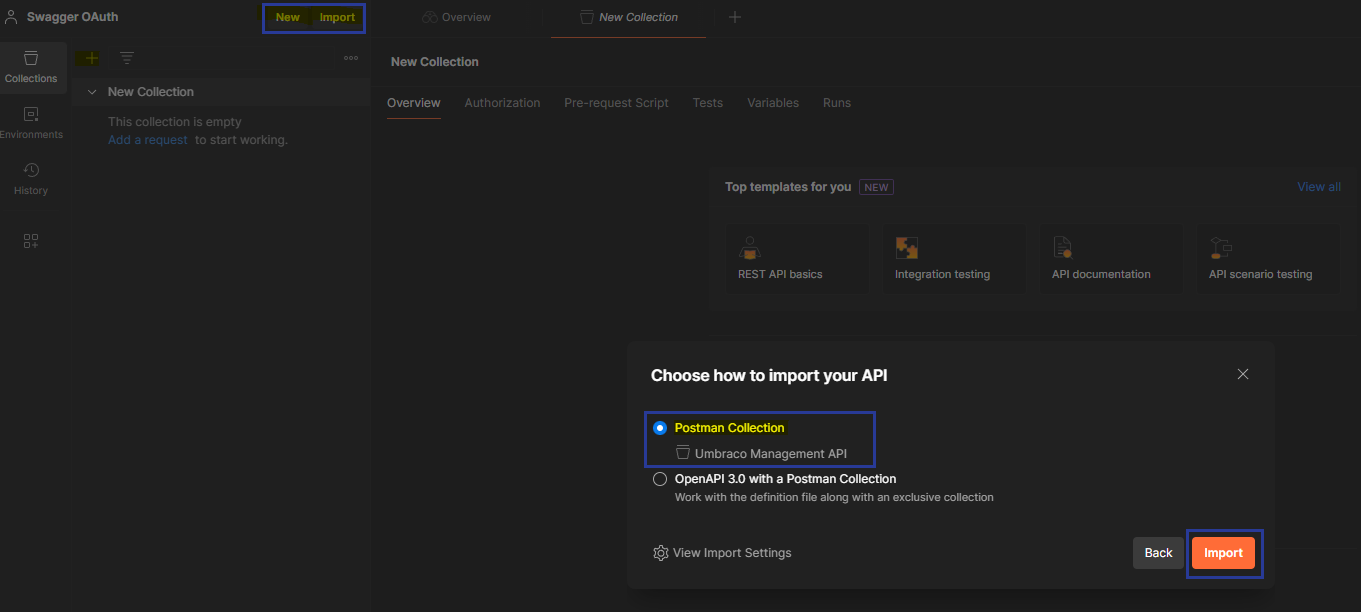 Swagger OAuth
New Import
Overview
New Collection
Collections
Environments
History
New Collection
This collection is empty
Add a request to start working.
New Collection
Overview Authorization Pre-request Script Tests Variables Runs
Top templates for you NEW View all
REST API basics
Integration testing
API documentation
API scenario testing
Choose how to import your API
Postman Collection
Umbraco Management API
OpenAPI 3.0 with a Postman Collection
Work with the definition file along with an exclusive collection
View Import Settings
Back
Import